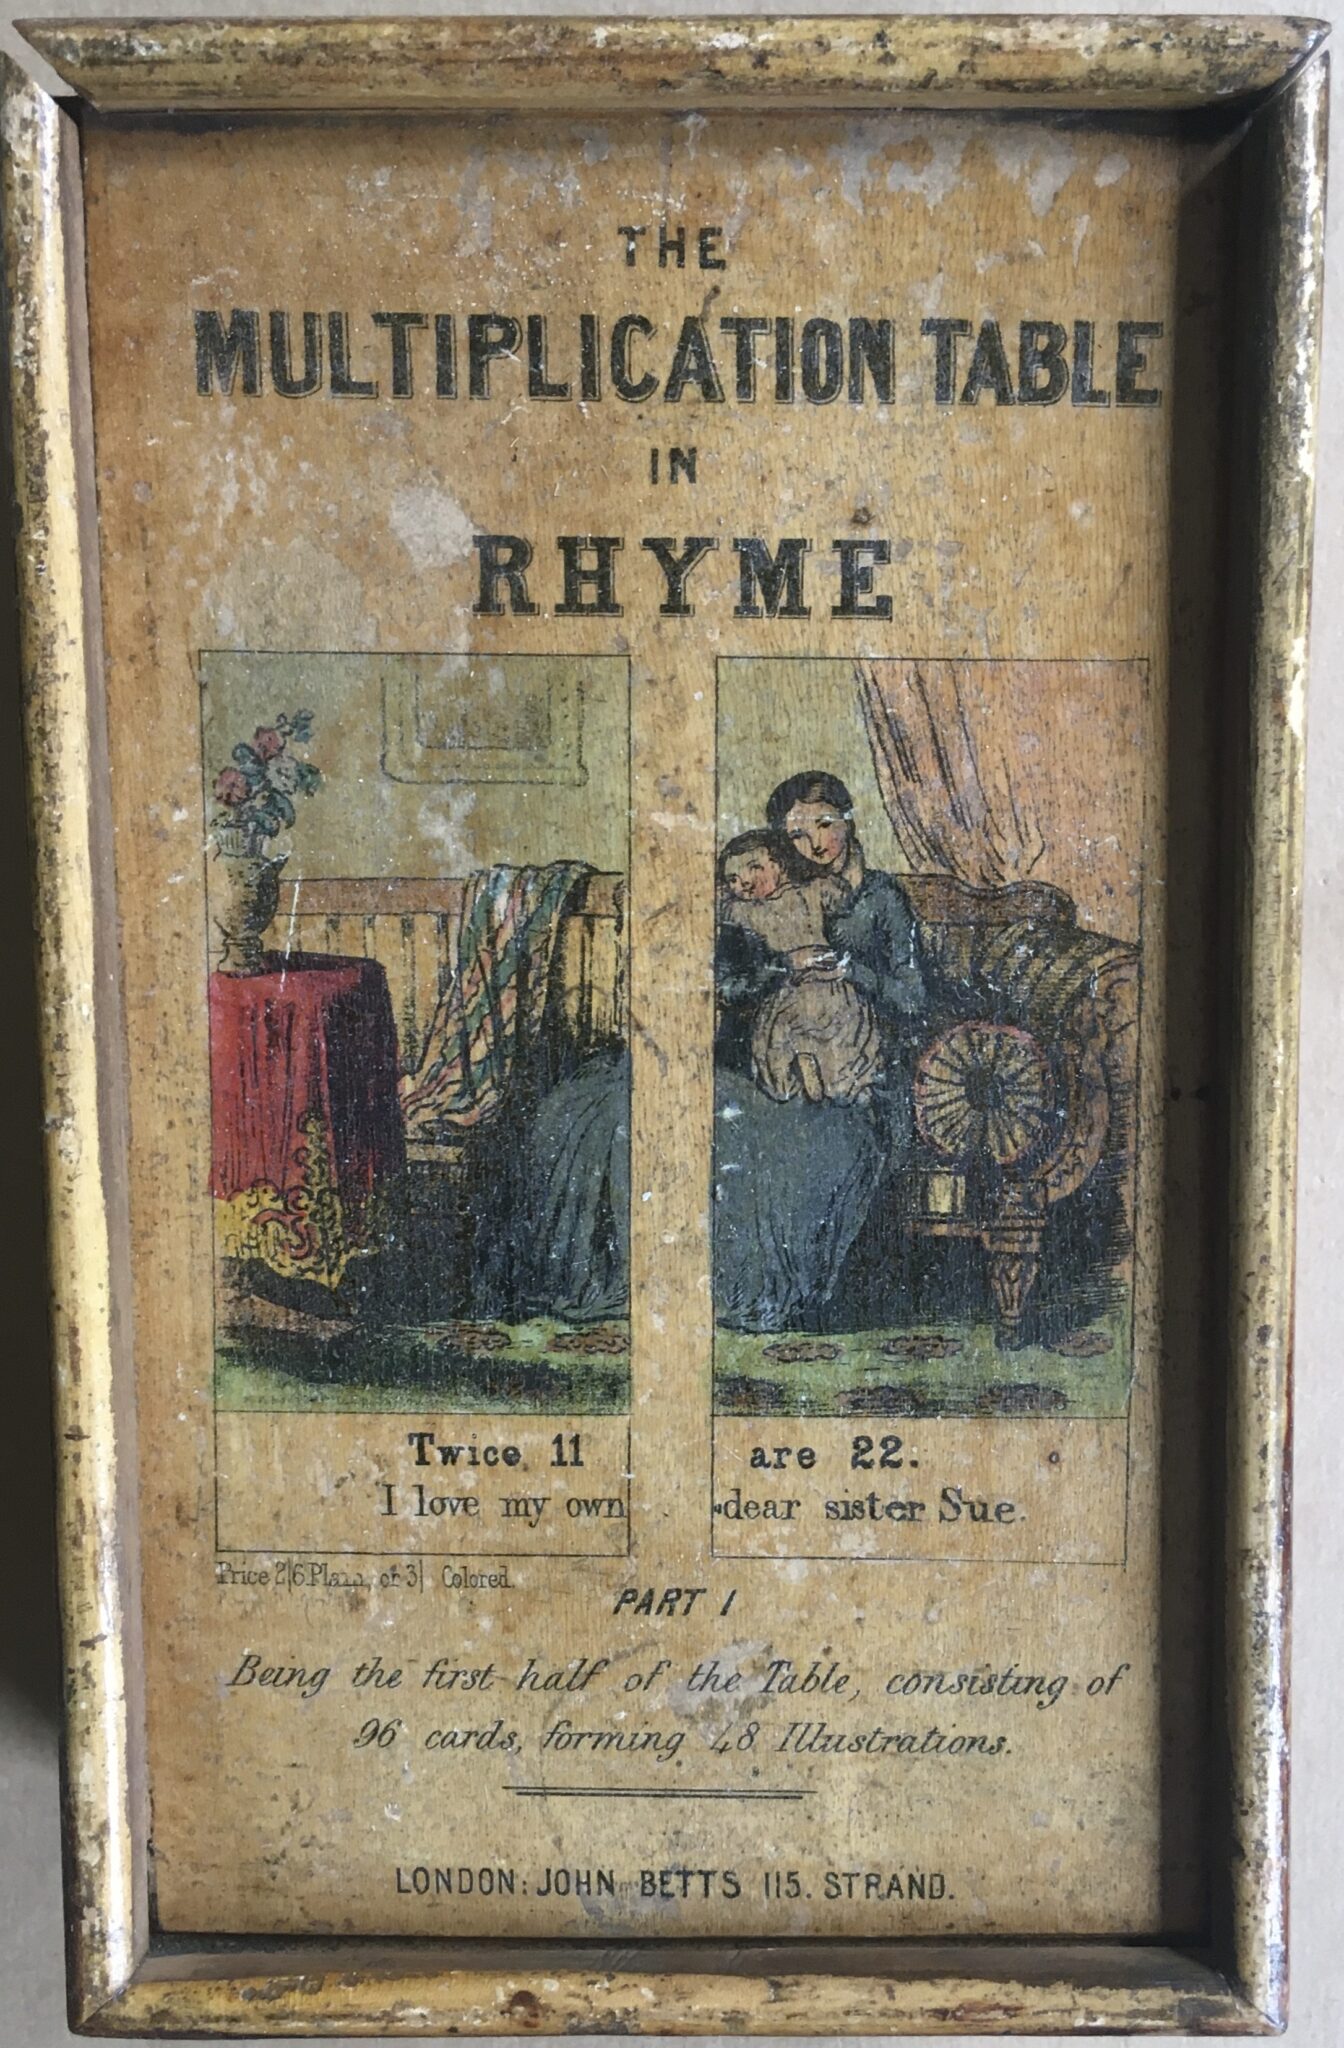 THE
MULTIPLICATION TABLE
IN
RHYME
Twice 11
I love my own
are 22.
dear sister Sue.
Price 2|6 Plain, or 3| Colored.
PART 1
Being the first half of the Table, consisting of
96 cards, forming 48 Illustrations.
LONDON: JOHN BETTS 115. STRAND.